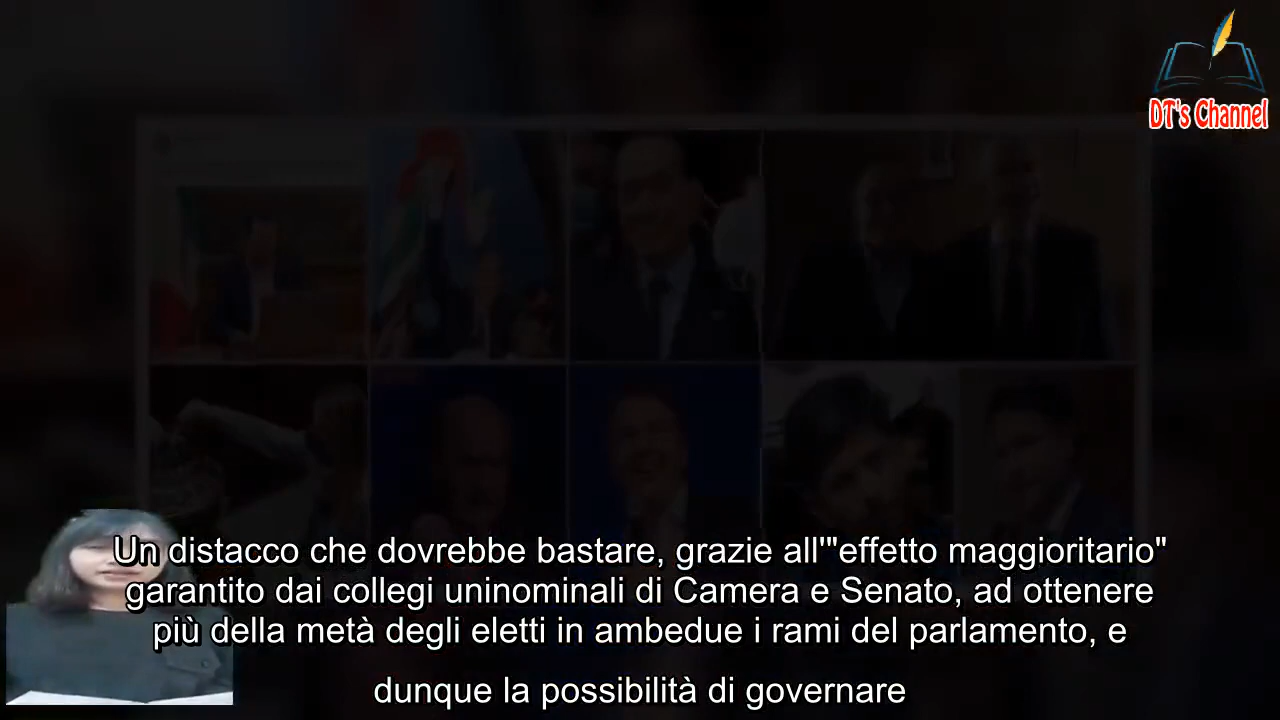 DT's Channel
Un distacco che dovrebbe bastare, grazie all'"effetto maggioritario"
garantito dai collegi uninominali di Camera e Senato, ad ottenere
più della metà degli eletti in ambedue i rami del parlamento, e
dunque la possibilità di governare